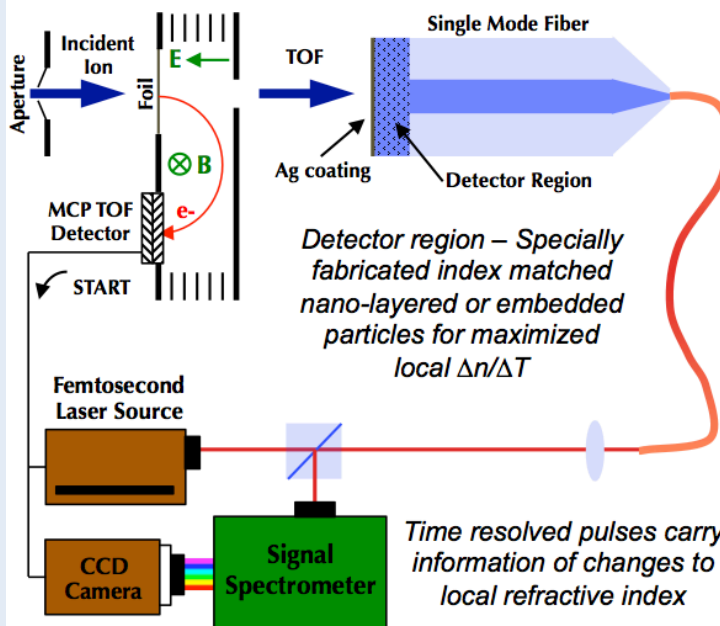 Aperture
Incident
Ion
Foil
E
TOF
Single Mode Fiber
B
e-
MCP TOF
Detector
START
Ag coating
Detector Region
Detector region – Specially
fabricated index matched
nano-layered or embedded
particles for maximized
local Δn/ΔT
Femtosecond
Laser Source
CCD
Camera
Signal
Spectrometer
Time resolved pulses carry
information of changes to
local refractive index